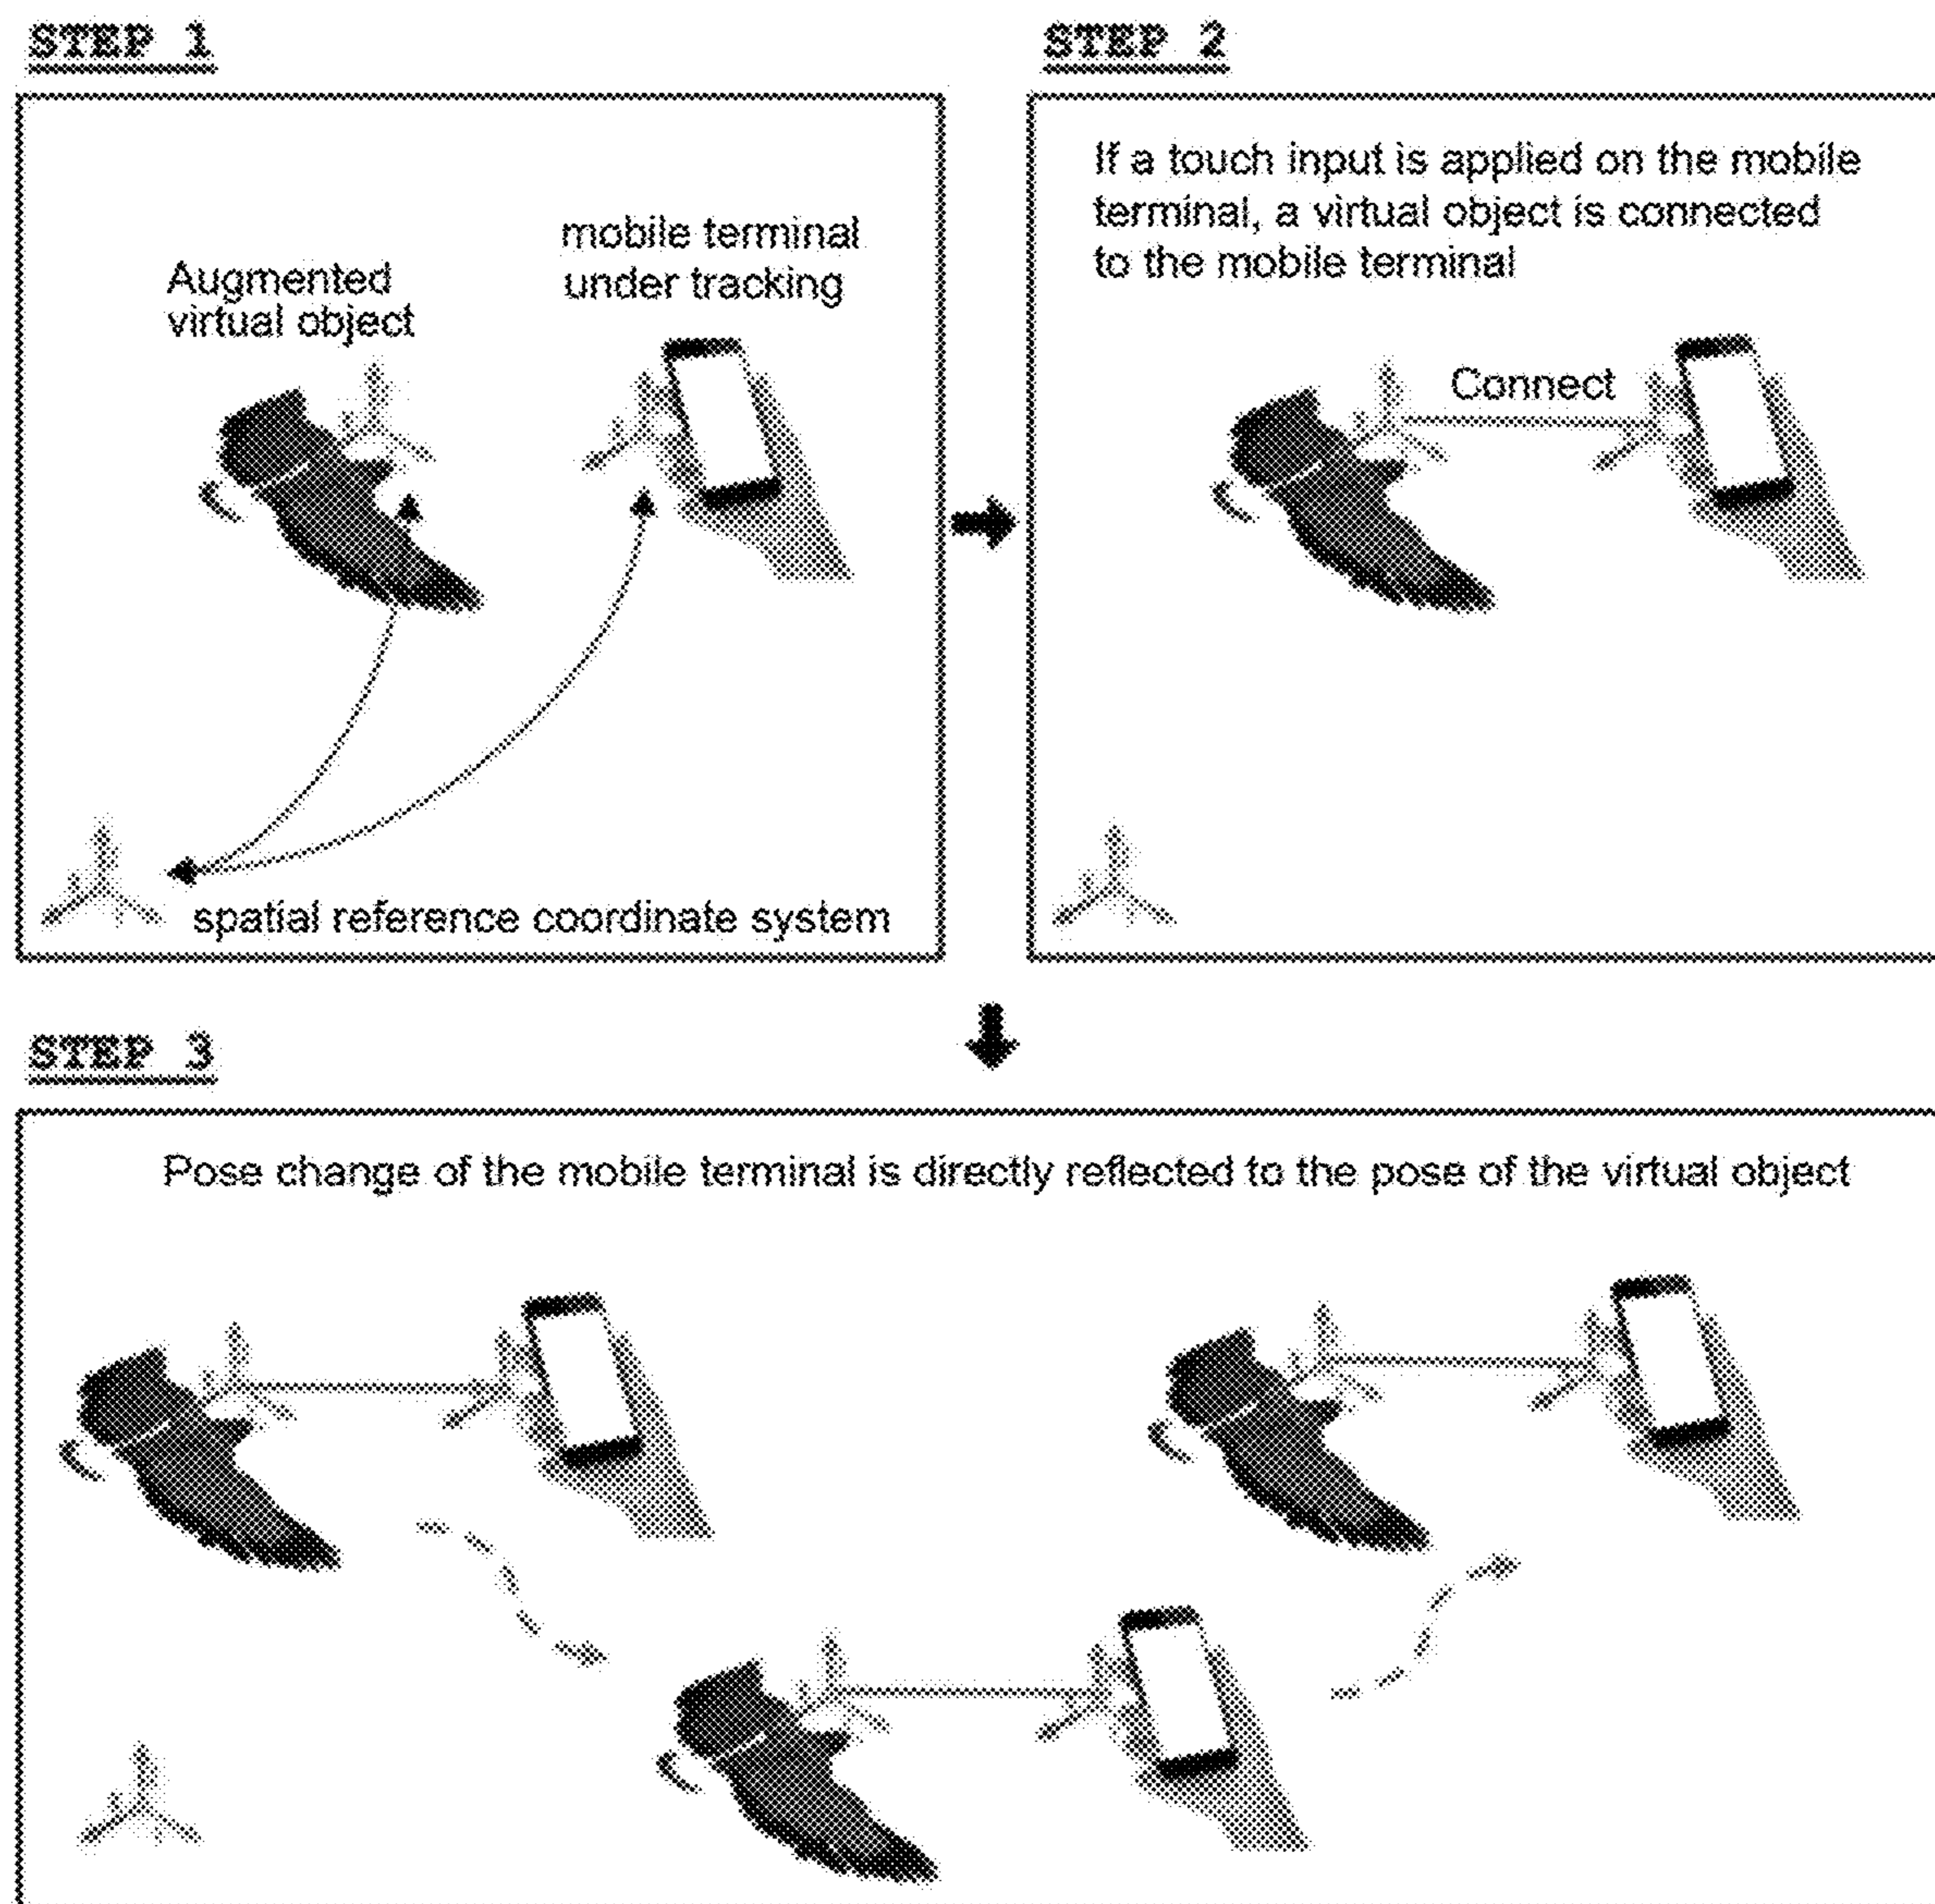 STEP 1
Augmented
virtual object
mobile terminal
under tracking
spatial reference coordinate system
STEP 2
If a touch input is applied on the mobile
terminal, a virtual object is connected
to the mobile terminal
Connect
STEP 3
Pose change of the mobile terminal is directly reflected to the pose of the virtual object